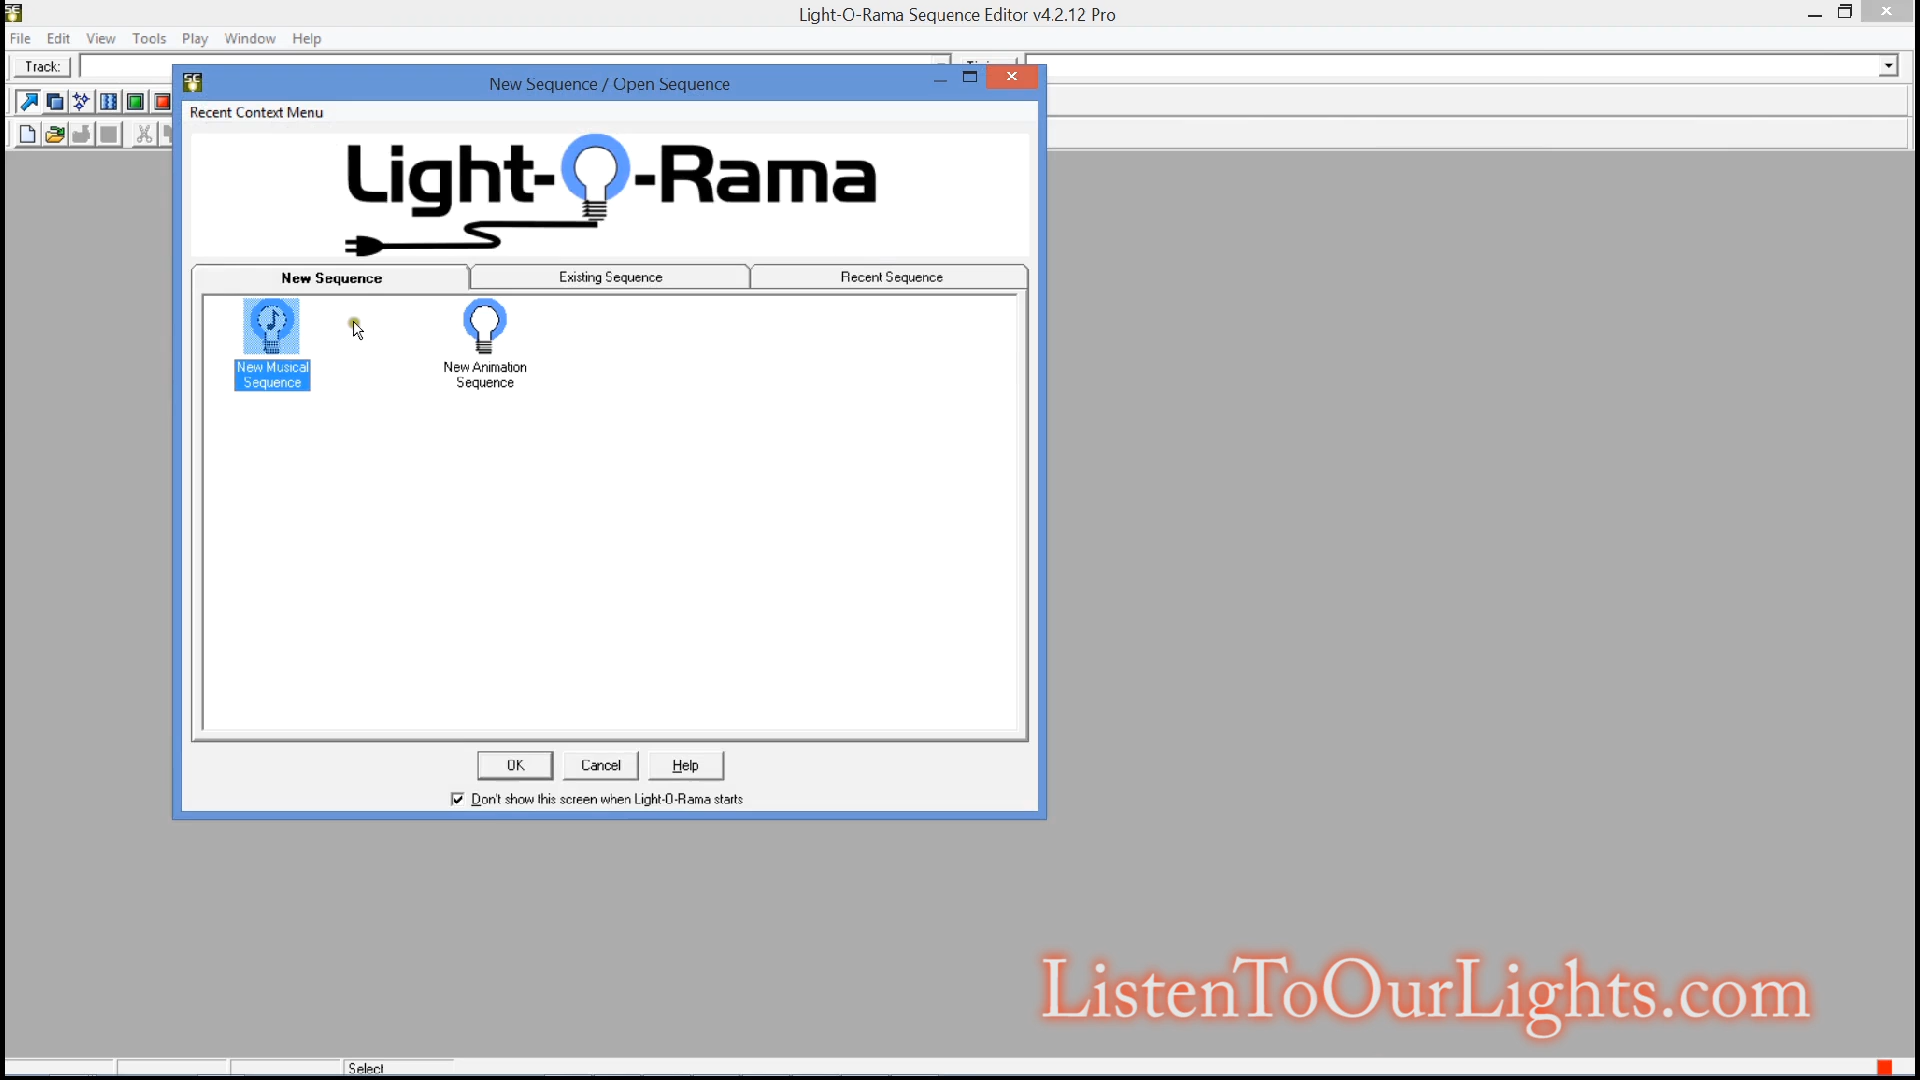 Light-O-Rama Sequence Editor v4.2.12 Pro
File Edit View Tools Play Window Help
Track:
New Sequence / Open Sequence
Recent Context Menu
Light-O-Rama
New Sequence Existing Sequence Recent Sequence
New Musical Sequence
New Animation Sequence
OK Cancel Help
Don't show this screen when Light-O-Rama starts
ListenToOurLights.com
Select